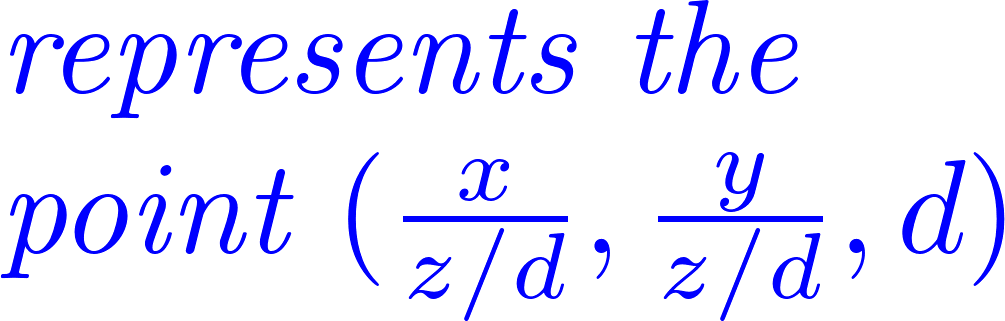 represents the
point (x/(z/d), y/(z/d), d)